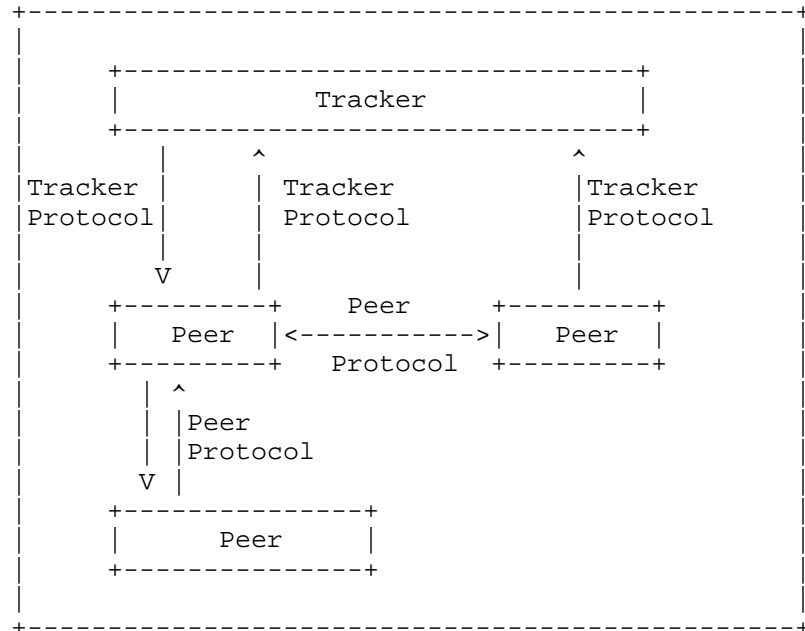 Tracker
Tracker Tracker Tracker
Protocol Protocol Protocol
V
Peer
Peer Peer
Protocol
Peer
Protocol
V
Peer